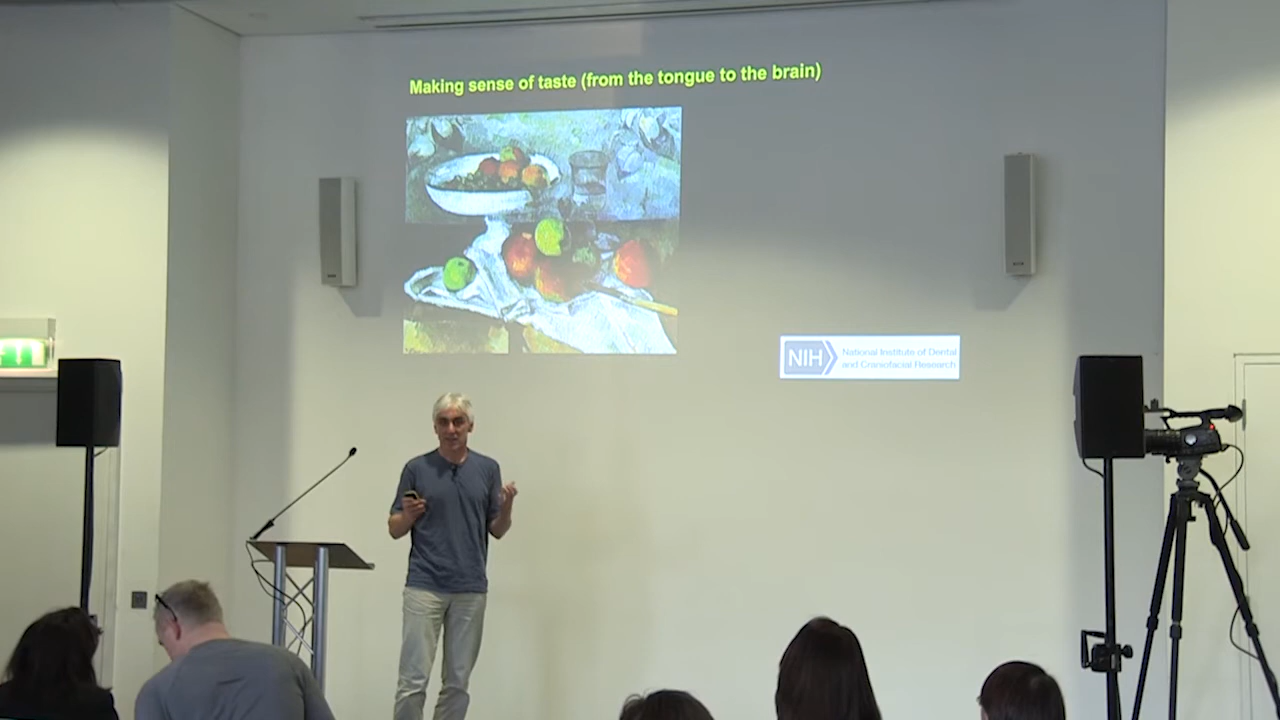 Making sense of taste (from the tongue to the brain)
NIH
National Institute of Dental
and Craniofacial Research